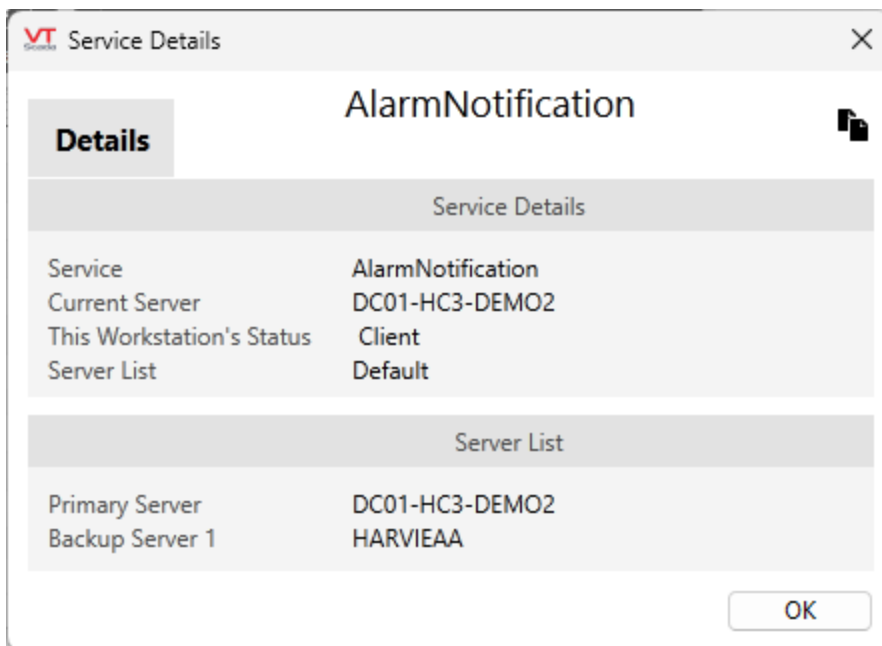 VT
Scada
Service Details
AlarmNotification
Details
Service Details
Service AlarmNotification
Current Server DC01-HC3-DEMO2
This Workstation's Status Client
Server List Default
Server List
Primary Server DC01-HC3-DEMO2
Backup Server 1 HARVIEAA
OK